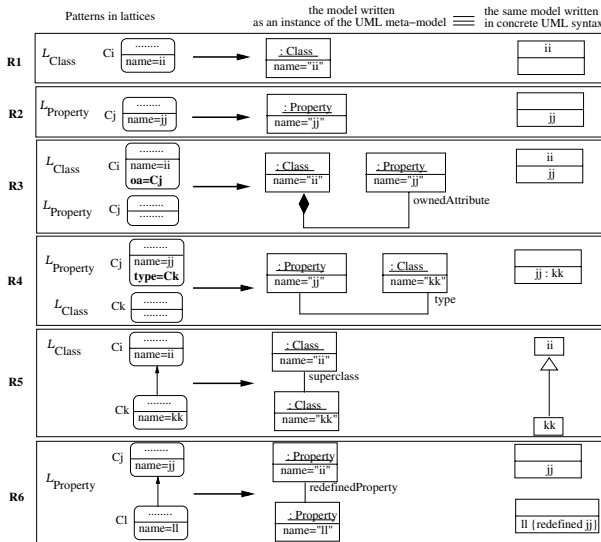 Patterns in lattices
the model written
as an instance of the UML meta−model
the same model written
in concrete UML syntax
R1
L Class
Ci
........
name=ii
: Class
name="ii"
ii
R2
L Property
Cj
........
name=jj
: Property
name="jj"
jj
R3
L Class
Ci
........
name=ii
oa=Cj
L Property
Cj
........
........
: Class
name="ii"
: Property
name="jj"
ownedAttribute
ii
jj
R4
L Property
Cj
........
name=jj
type=Ck
L Class
Ck
........
........
: Property
"jj"
: Class
name="kk"
type
jj : kk
R5
L Class
Ci
........
name=ii
Ck
........
name=kk
: Class
name="ii"
superclass
: Class
name="kk"
ii
kk
R6
L Property
Cj
........
name=jj
Cl
........
name=ll
: Property
name="ii"
redefinedProperty
: Property
name="ll"
jj
ll {redefined jj}